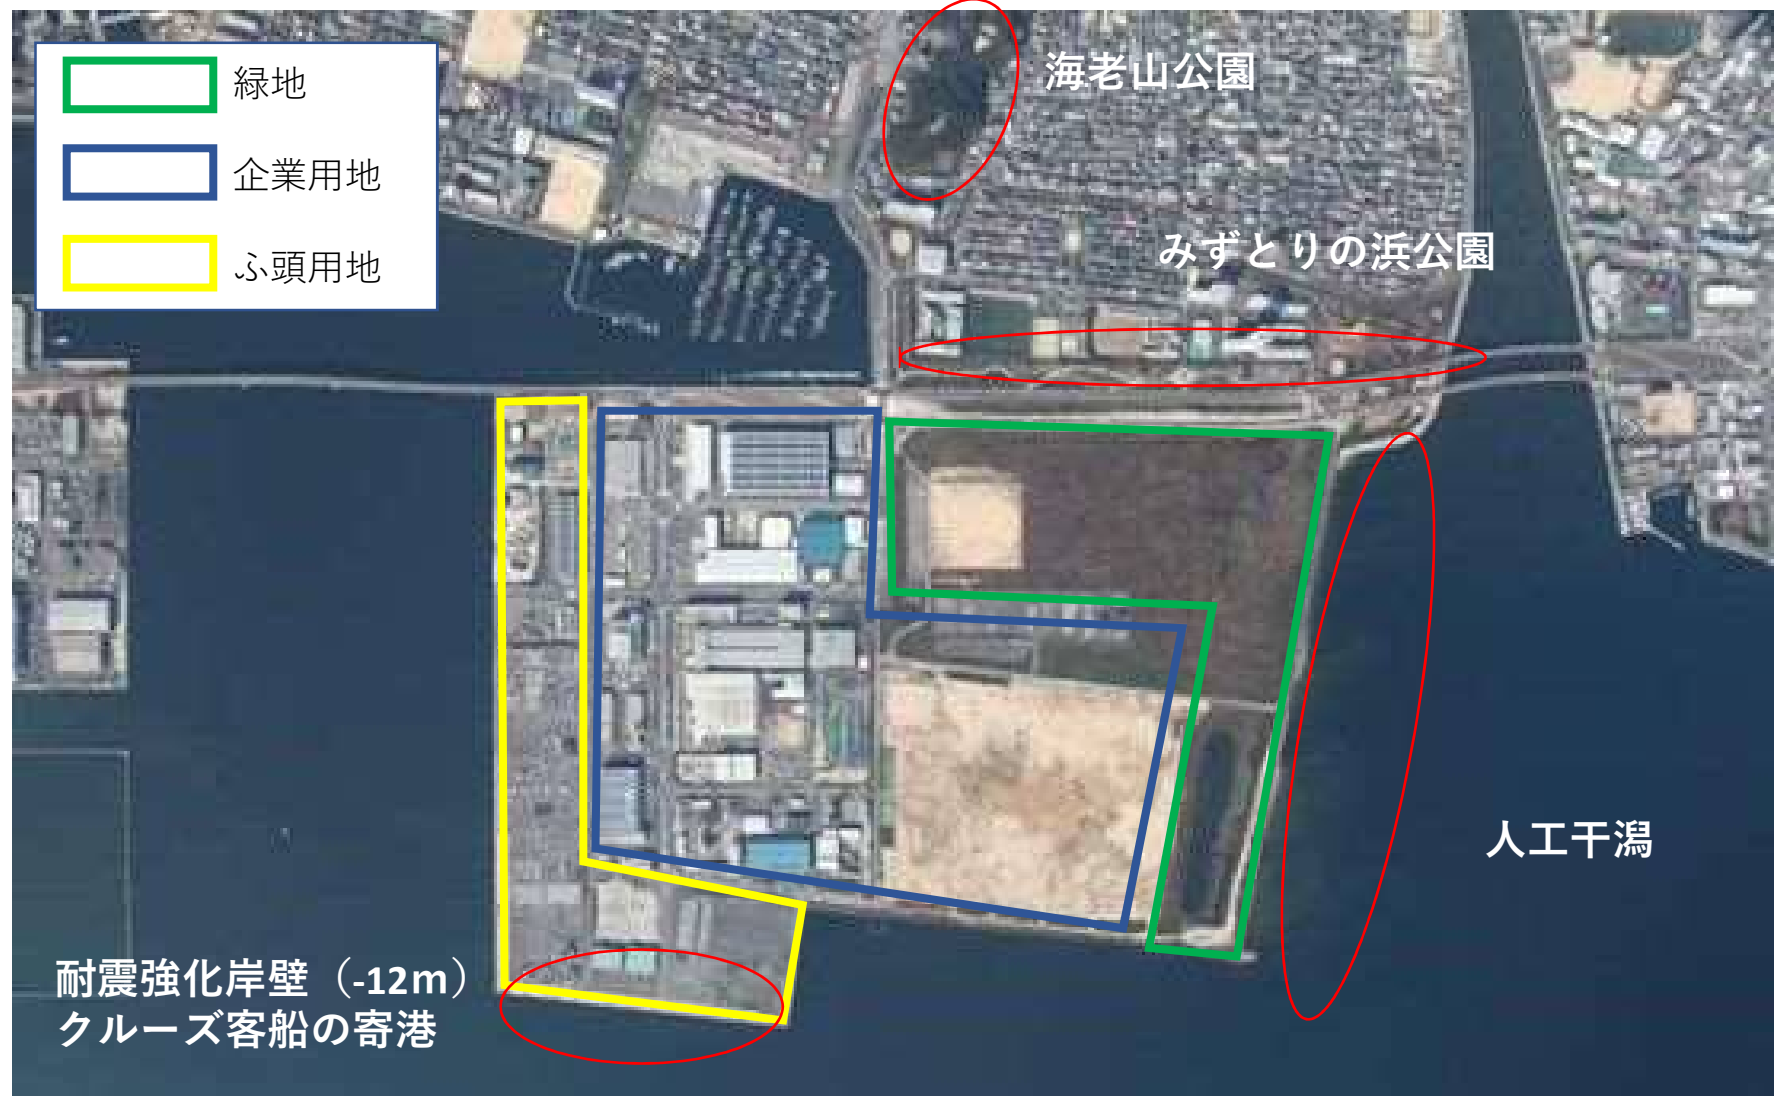 緑地
企業用地
ふ頭用地
海老山公園
みずとりの浜公園
人工干潟
耐震強化岸壁（-12m）
クルーズ客船の寄港